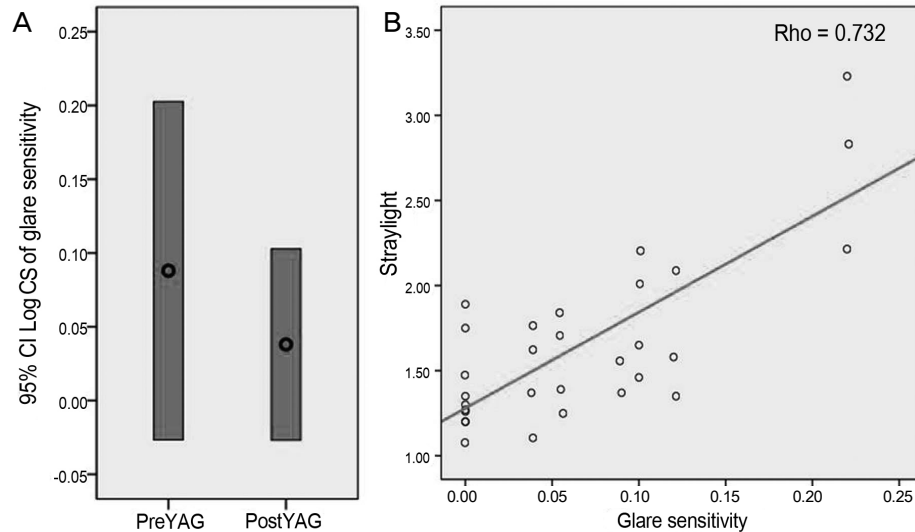 A
95% CI Log CS of glare sensitivity
0.25
0.20
0.15
0.10
0.05
0.00
-0.05
PreYAG PostYAG
B
Rho = 0.732
Straylight
3.50
3.00
2.50
2.00
1.50
1.00
0.00 0.05 0.10 0.20 0.25
Glare sensitivity